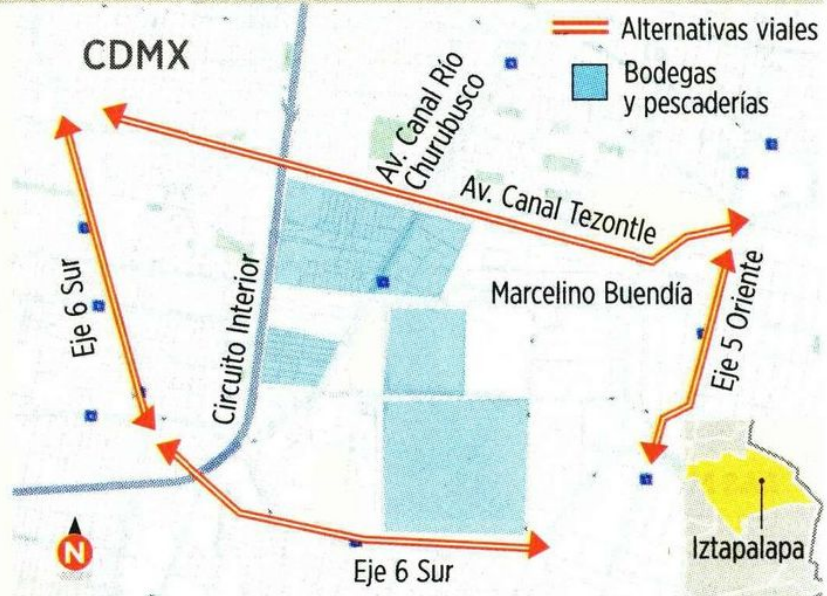 CDMX
Alternativas viales
Bodegas
y pescaderías
Av. Canal Río
Churubusco
Av. Canal Tezontle
Eje 6 Sur
Circuito Interior
Marcelino Buendía
Eje 5 Oriente
N
Eje 6 Sur
Iztapalapa